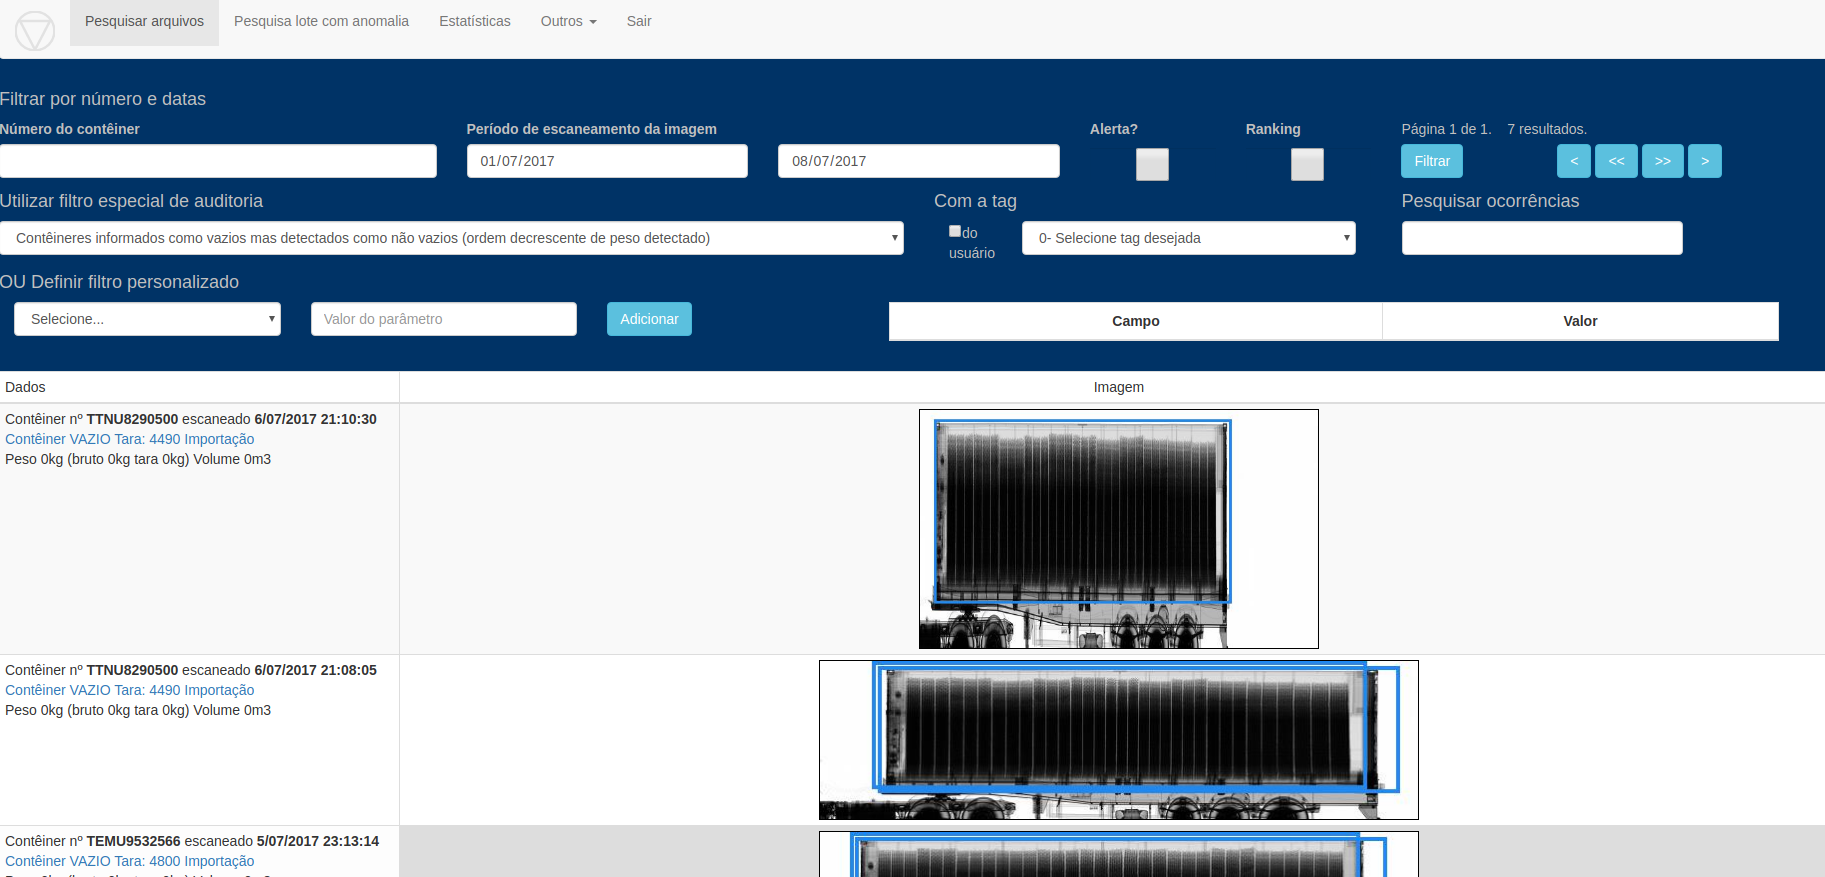 Pesquisar arquivos Pesquisa lote com anomalia Estatísticas Outros Sair
Filtrar por número e datas
Número do contêiner Período de escaneamento da imagem Alerta? Ranking Página 1 de 1. 7 resultados.
01/07/2017 08/07/2017 Filtrar < << >> >
Utilizar filtro especial de auditoria Com a tag Pesquisar ocorrências
Contêineres informados como vazios mas detectados como não vazios (ordem decrescente de peso detectado) do usuário 0- Selecione tag desejada
OU Definir filtro personalizado
Selecione... Valor do parâmetro Adicionar Campo Valor
Dados Imagem
Contêiner nº TTNU8290500 escaneado 6/07/2017 21:10:30
Contêiner VAZIO Tara: 4490 Importação
Peso 0kg (bruto 0kg tara 0kg) Volume 0m3
Contêiner nº TTNU8290500 escaneado 6/07/2017 21:08:05
Contêiner VAZIO Tara: 4490 Importação
Peso 0kg (bruto 0kg tara 0kg) Volume 0m3
Contêiner nº TEMU9532566 escaneado 5/07/2017 23:13:14
Contêiner VAZIO Tara: 4800 Importação